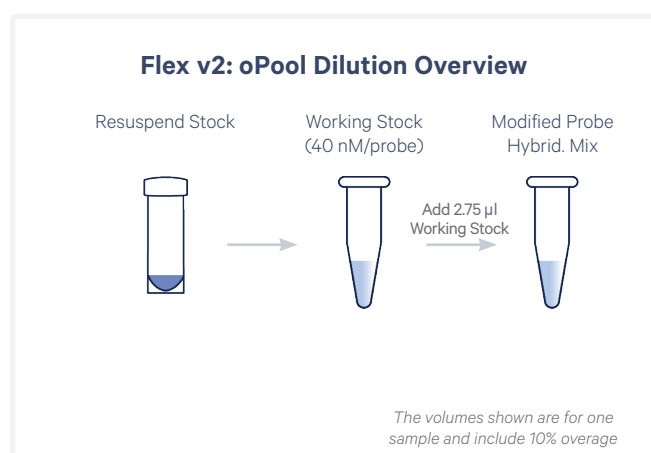 Flex v2: oPool Dilution Overview
Resuspend Stock
Working Stock
(40 nM/probe)
Modified Probe
Hybrid. Mix
Add 2.75 µl
Working Stock
The volumes shown are for one
sample and include 10% overage